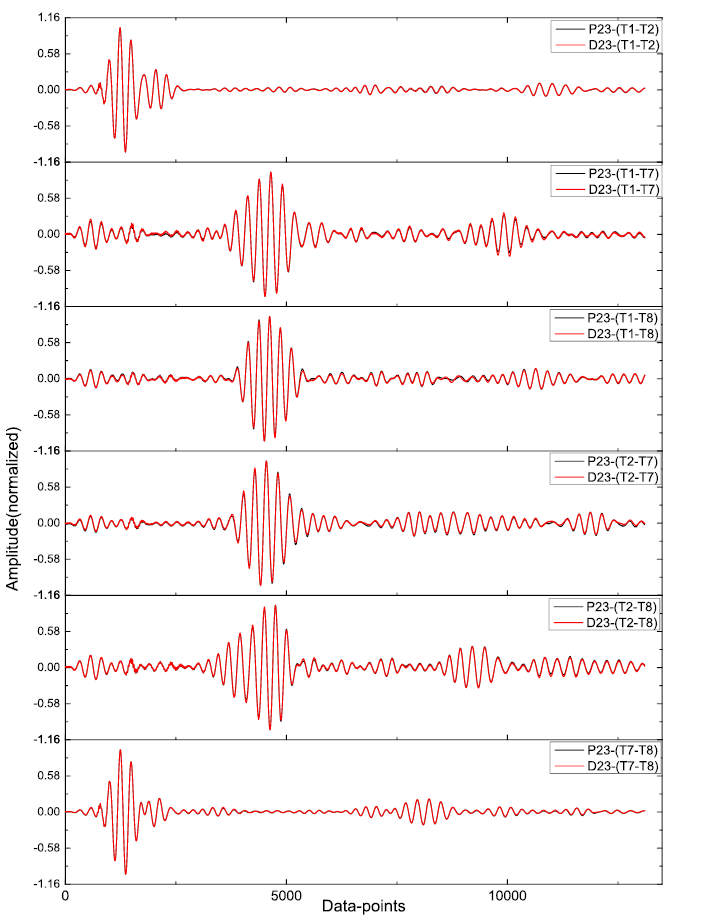 1.16
0.58
0.00
-0.58
-1.16
P23-(T1-T2)
D23-(T1-T2)
0.58
0.00
-0.58
-1.16
P23-(T1-T7)
D23-(T1-T7)
0.58
0.00
-0.58
-1.16
P23-(T1-T8)
D23-(T1-T8)
0.58
0.00
-0.58
-1.16
P23-(T2-T7)
D23-(T2-T7)
0.58
0.00
-0.58
-1.16
P23-(T2-T8)
D23-(T2-T8)
0.58
0.00
-0.58
-1.16
P23-(T7-T8)
D23-(T7-T8)
Amplitude(normalized)
0
5000
10000
Data-points